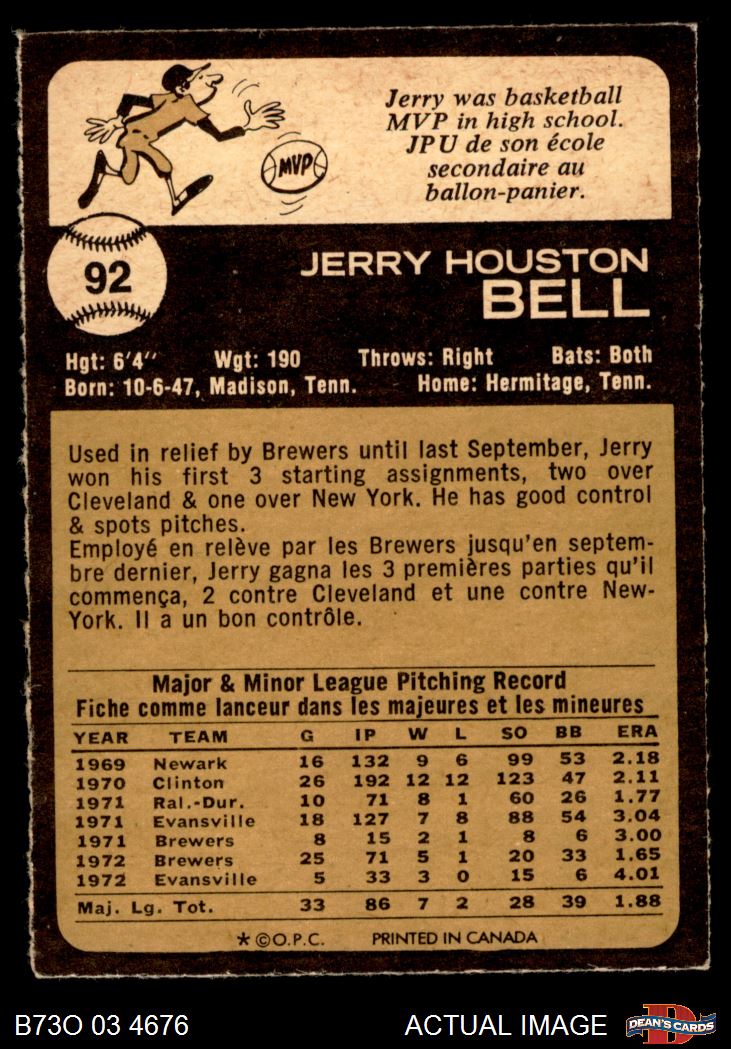 Jerry was basketball
MVP in high school.
JPU de son école
secondaire au
ballon-panier.
MVP
92
JERRY HOUSTON
BELL
Hgt: 6'4" Wgt: 190 Throws: Right Bats: Both
Born: 10-6-47, Madison, Tenn. Home: Hermitage, Tenn.
Used in relief by Brewers until last September, Jerry
won his first 3 starting assignments, two over
Cleveland & one over New York. He has good control
& spots pitches.
Employé en relève par les Brewers jusqu'en septem-
bre dernier, Jerry gagna les 3 premières parties qu'il
commença, 2 contre Cleveland et une contre New-
York. Il a un bon contrôle.
Major & Minor League Pitching Record
Fiche comme lanceur dans les majeures et les mineures
YEAR TEAM G IP W L SO BB ERA
1969 Newark 16 132 9 6 99 53 2.18
1970 Clinton 26 192 12 12 123 47 2.11
1971 Ral.-Dur. 10 71 8 1 60 26 1.77
1971 Evansville 18 127 7 8 88 54 3.04
1971 Brewers 8 15 2 1 8 6 3.00
1972 Brewers 25 71 5 1 20 33 1.65
1972 Evansville 5 33 3 0 15 6 4.01
Maj. Lg. Tot. 33 86 7 2 28 39 1.88
* ©O.P.C. PRINTED IN CANADA
B73O 03 4676 ACTUAL IMAGE D DEAN'S CARDS